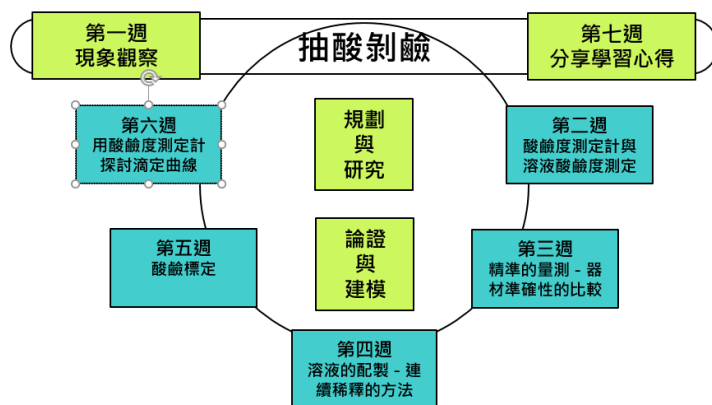 第一週
現象觀察
抽酸剝鹼
第七週
分享學習心得
第六週
用酸鹼度測定計
探討滴定曲線
規劃
與
研究
第二週
酸鹼度測定計與
溶液酸鹼度測定
第五週
酸鹼標定
論證
與
建模
第三週
精準的量測 - 器
材準確性的比較
第四週
溶液的配製 - 連
續稀釋的方法